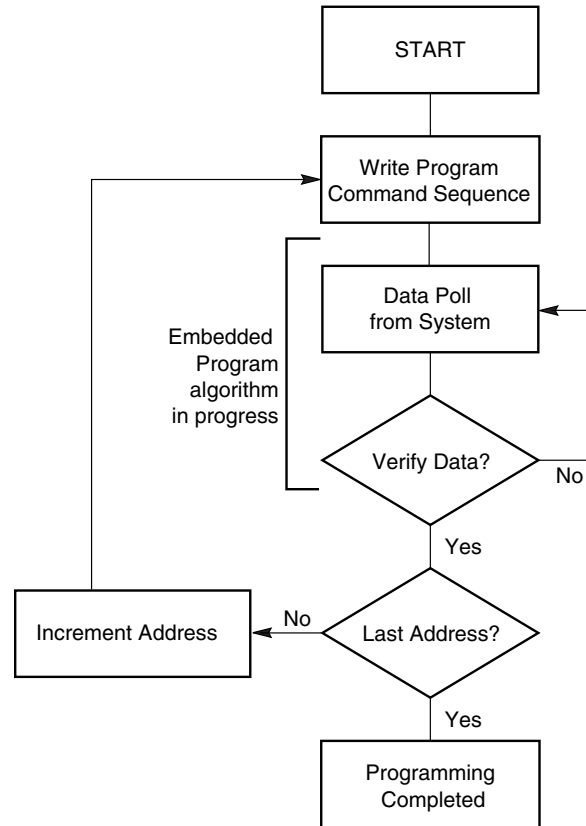 START
Write Program
Command Sequence
Data Poll
from System
Embedded
Program
algorithm
in progress
Verify Data?
No
Yes
No
Increment Address
Last Address?
Yes
Programming
Completed